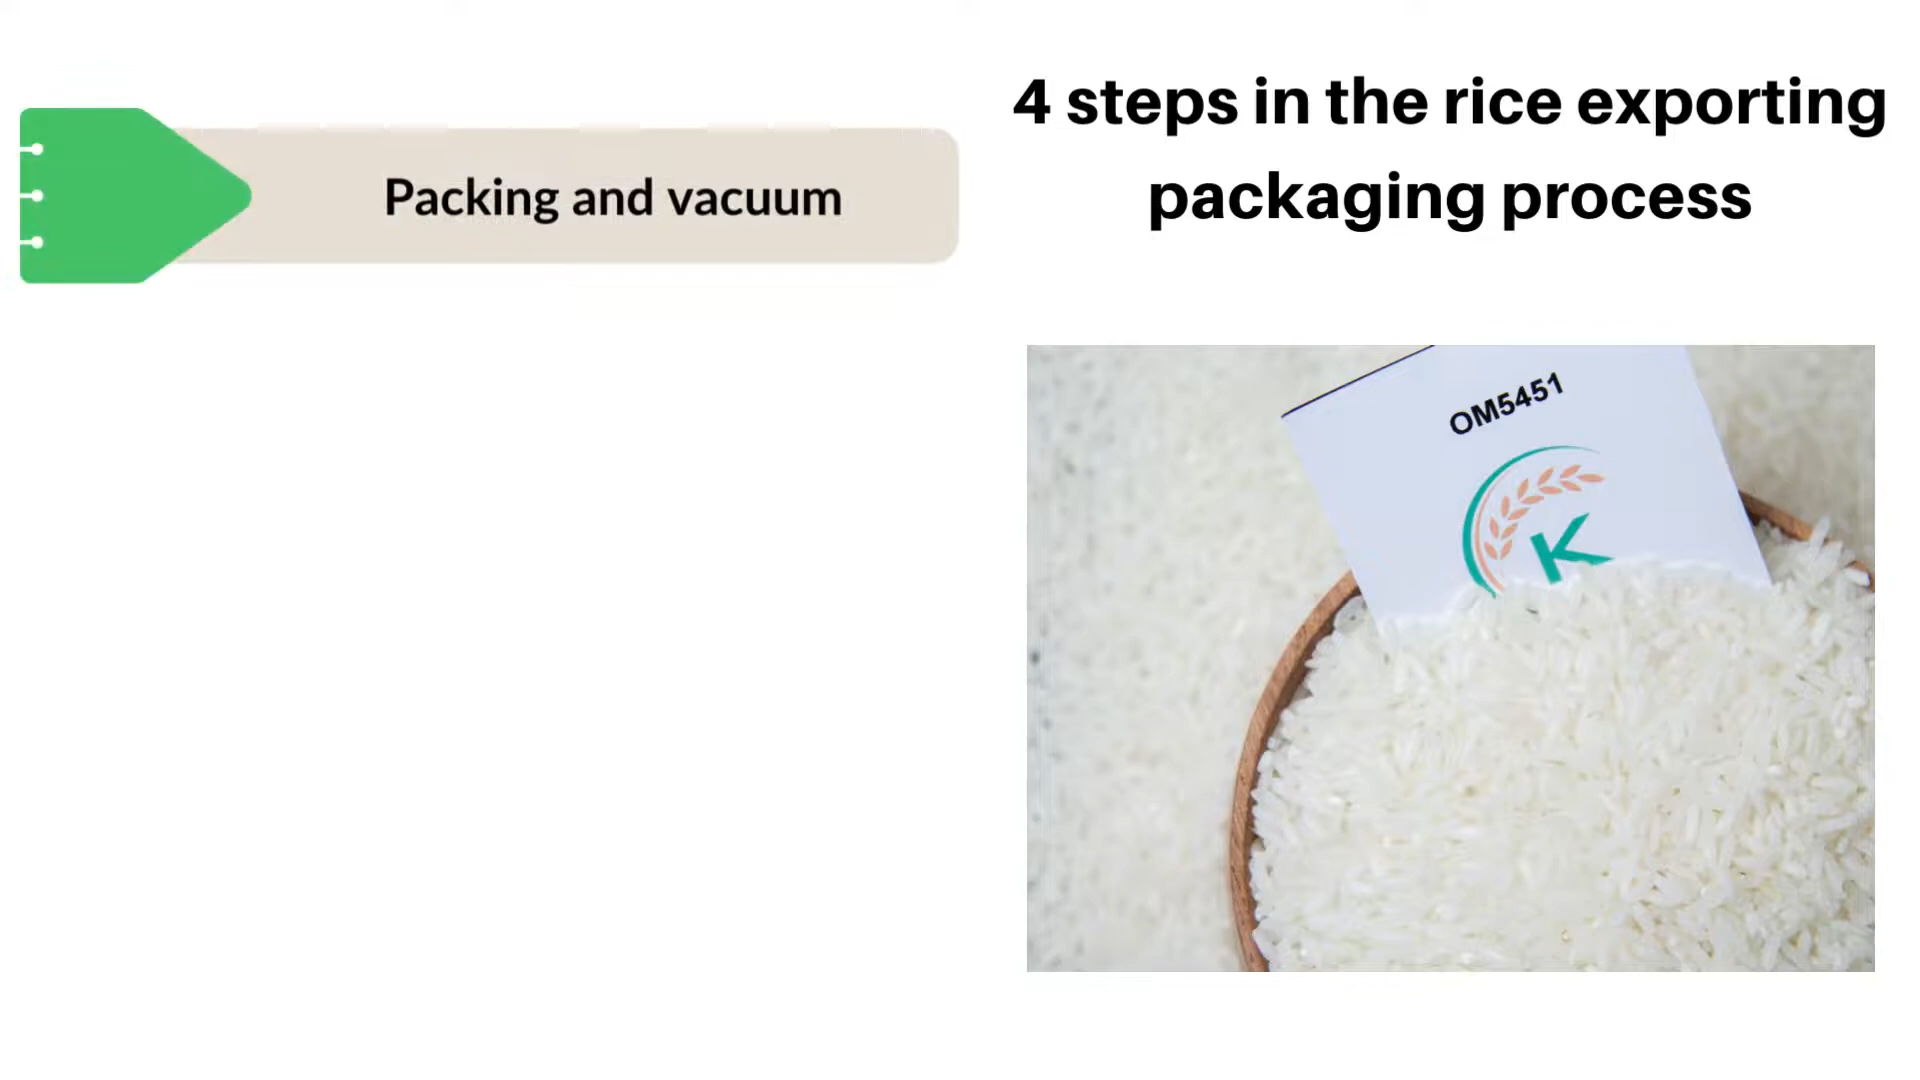 4 steps in the rice exporting
packaging process
Packing and vacuum
OM5451
K